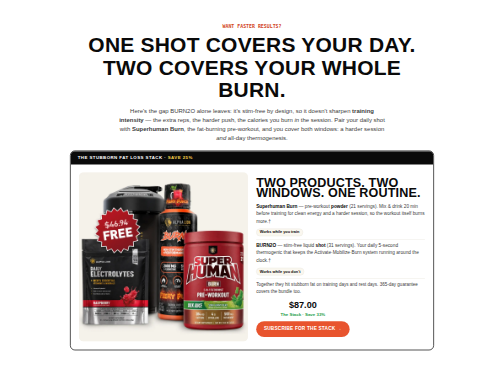 WANT FASTER RESULTS?
ONE SHOT COVERS YOUR DAY.
TWO COVERS YOUR WHOLE
BURN.
Here's the gap BURN2O alone leaves: it's stim-free by design, so it doesn't sharpen training
intensity — the extra reps, the harder push, the calories you burn in the session. Pair your daily shot
with Superhuman Burn, the fat-burning pre-workout, and you cover both windows: a harder session
and all-day thermogenesis.
THE STUBBORN FAT LOSS STACK · SAVE 25%
TWO PRODUCTS. TWO
WINDOWS. ONE ROUTINE.
Superhuman Burn — pre-workout powder (21 servings). Mix & drink 20 min
before training for clean energy and a harder session, so the workout itself burns
more.†
Works while you train
BURN2O — stim-free liquid shot (31 servings). Your daily 5-second
thermogenic that keeps the Activate-Mobilize-Burn system running around the
clock.†
Works while you don't
Together they hit stubborn fat on training days and rest days. 365-day guarantee
covers the bundle too.
$87.00
The Stack · Save 25%
SUBSCRIBE FOR THE STACK →
$46.94
FREE
DAILY
ELECTROLYTES
SUPER
HUMAN
BURN
PRE-WORKOUT